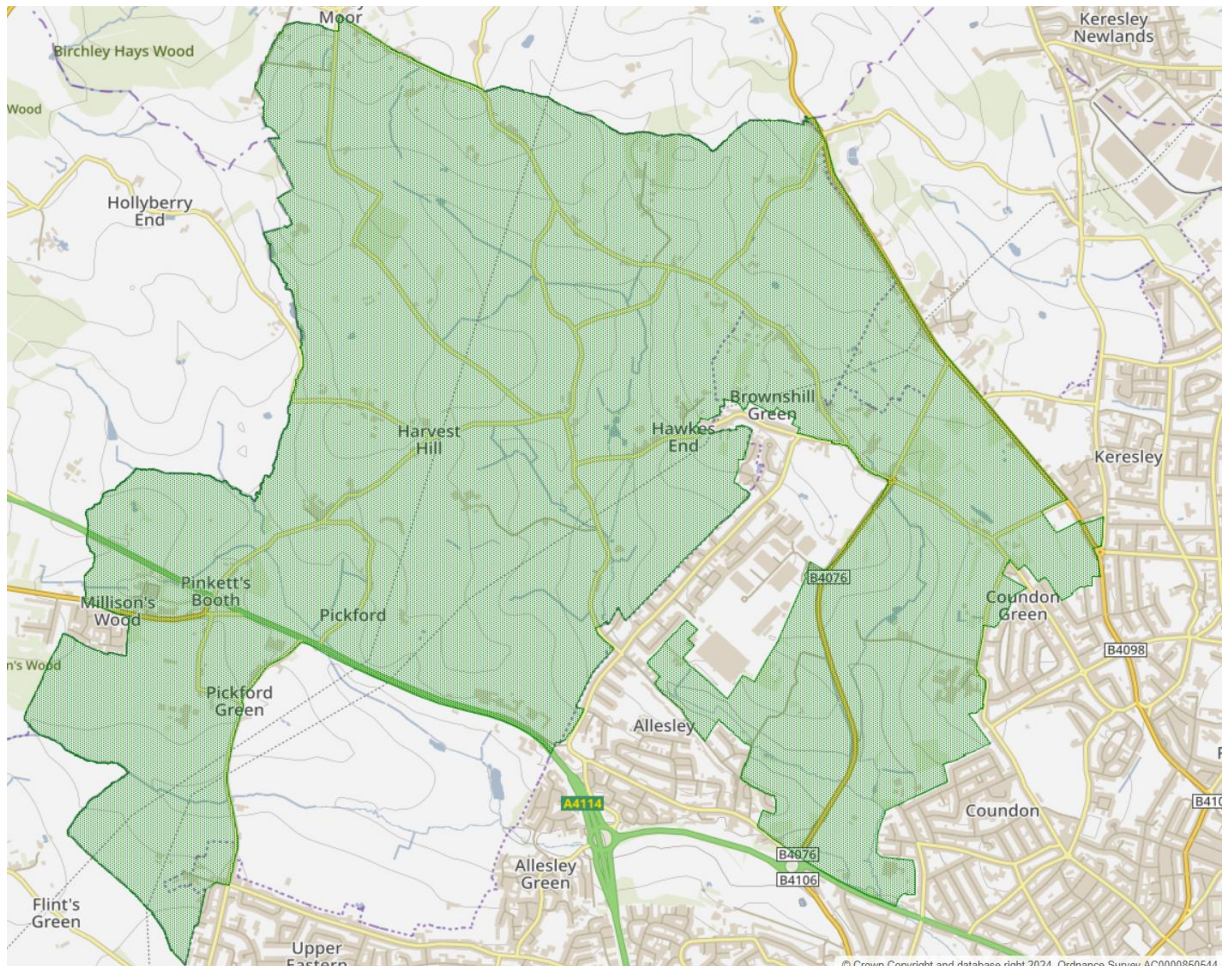 Moor
Keresley
Newlands
Birchley Hays Wood
Wood
Hollyberry
End
Brownshill
Green
Harvest
Hill
Hawkes
End
Keresley
Pinkett's
Booth
B4076
Millison's
Wood
Pickford
Coundon
Green
B4098
n's Wood
Pickford
Green
Allesley
A4114
B410
Coundon
B4076
Allesley
Green
B4106
Flint's
Green
Upper
Eastern
© Crown Copyright and database right 2024. Ordnance Survey AC0000850544